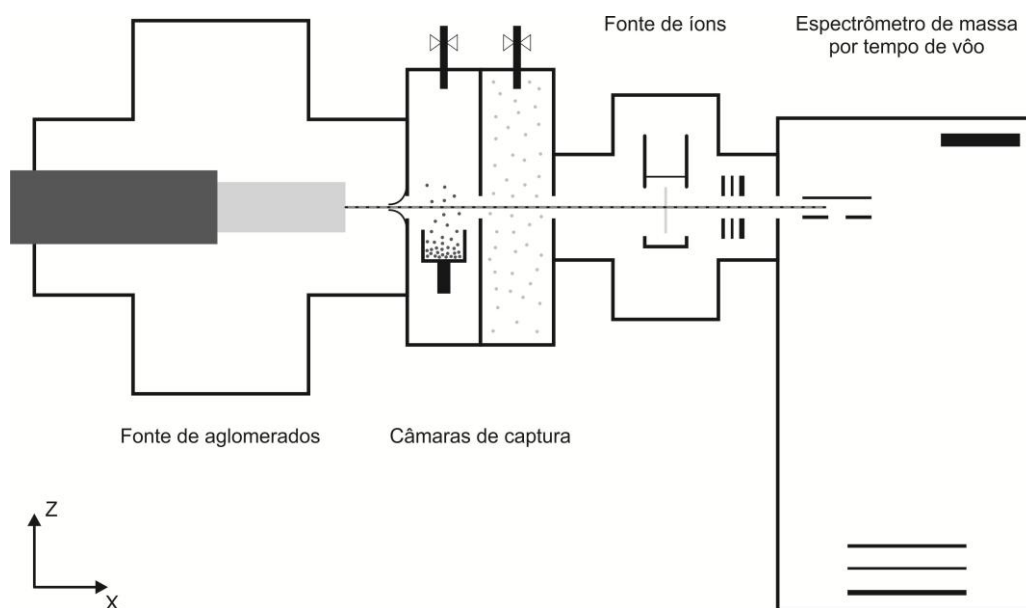 Fonte de íons
Espectrômetro de massa
por tempo de vôo
Fonte de aglomerados
Câmaras de captura
Z
X